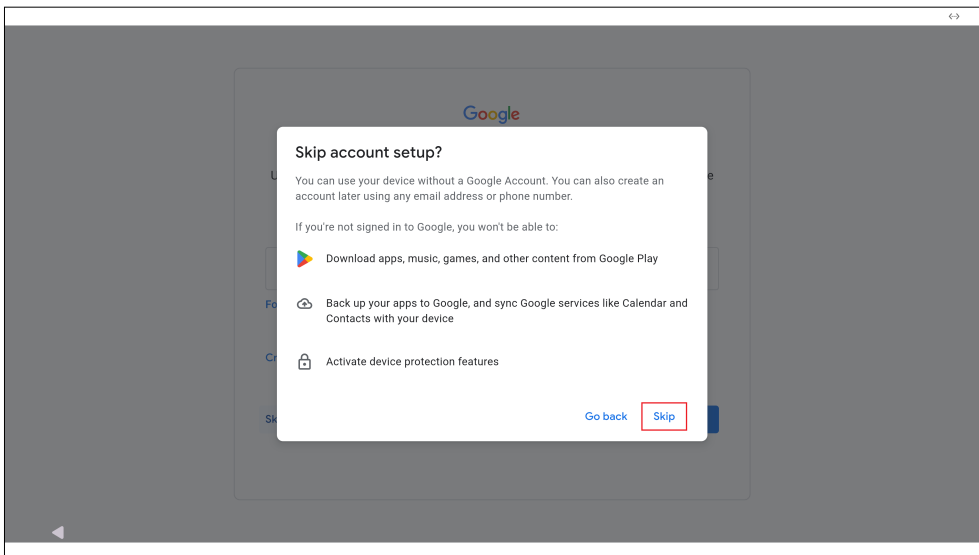 Google
Skip account setup?
You can use your device without a Google Account. You can also create an
account later using any email address or phone number.
If you're not signed in to Google, you won't be able to:
Download apps, music, games, and other content from Google Play
Back up your apps to Google, and sync Google services like Calendar and
Contacts with your device
Activate device protection features
Go back
Skip